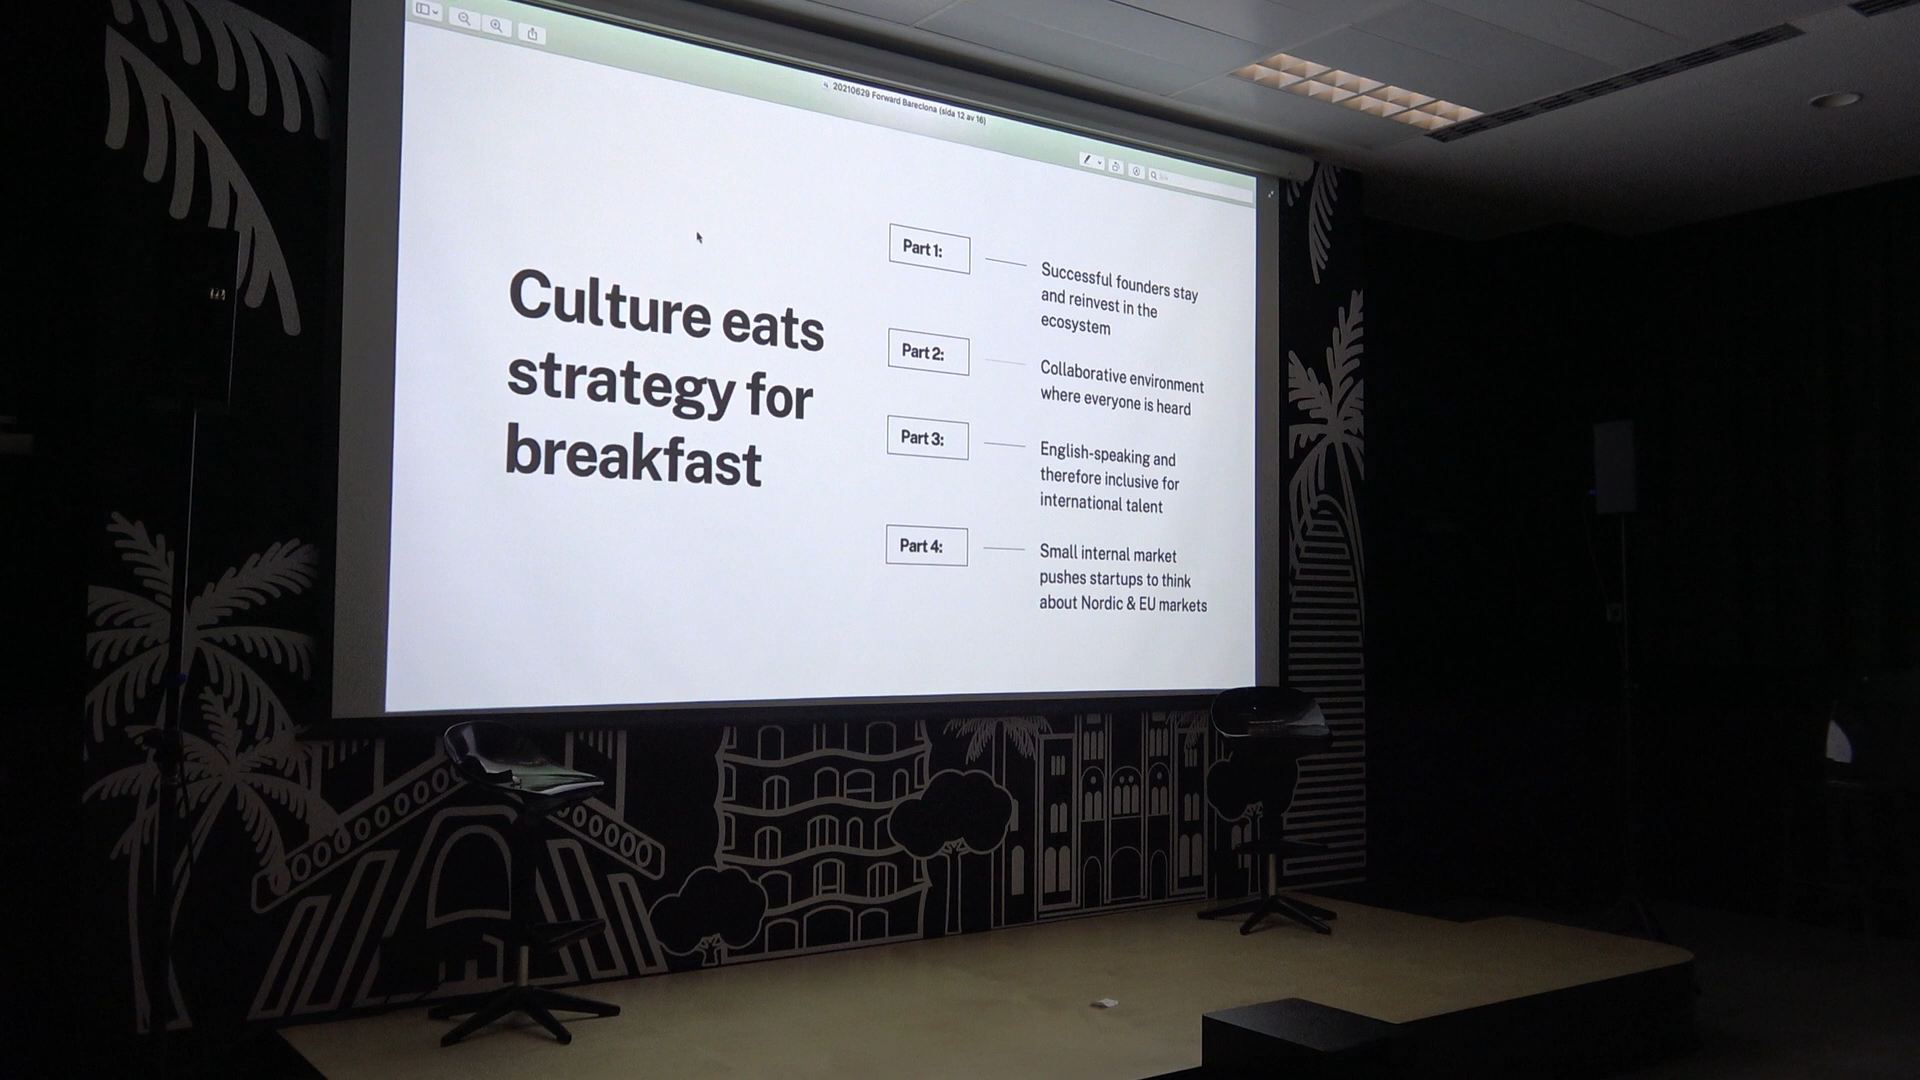 20210629 Forward Bareclona (sida 12 av 16)
Culture eats
strategy for
breakfast
Part 1:
Successful founders stay
and reinvest in the
ecosystem
Part 2:
Collaborative environment
where everyone is heard
Part 3:
English-speaking and
therefore inclusive for
international talent
Part 4:
Small internal market
pushes startups to think
about Nordic & EU markets